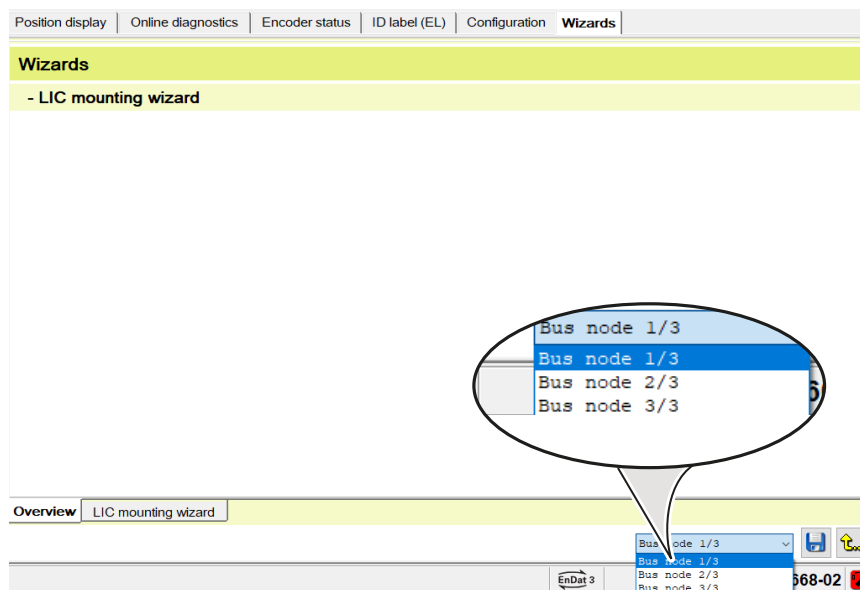 Position display Online diagnostics Encoder status ID label (EL) Configuration Wizards
Wizards
- LIC mounting wizard
Bus node 1/3
Bus node 1/3
Bus node 2/3
Bus node 3/3
Overview LIC mounting wizard
Bus node 1/3
Bus node 1/3
EnDat 3 Bus node 2/3 668-02
Bus node 3/3